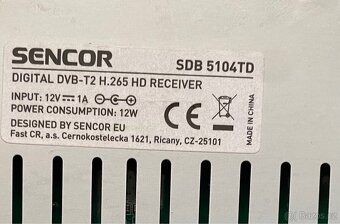 SENCOR SDB 5104TD
DIGITAL DVB-T2 H.265 HD RECEIVER
INPUT: 12V⎓1A
POWER CONSUMPTION: 12W
DESIGNED BY SENCOR EU
Fast CR, a.s. Cernokostelecka 1621, Ricany, CZ-25101
CE
MADE IN CHINA